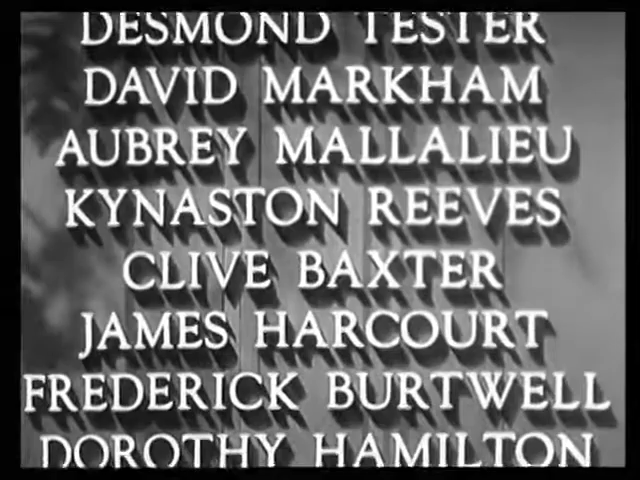 DESMOND TESTER
DAVID MARKHAM
AUBREY MALLALIEU
KYNASTON REEVES
CLIVE BAXTER
JAMES HARCOURT
FREDERICK BURTWELL
DOROTHY HAMILTON